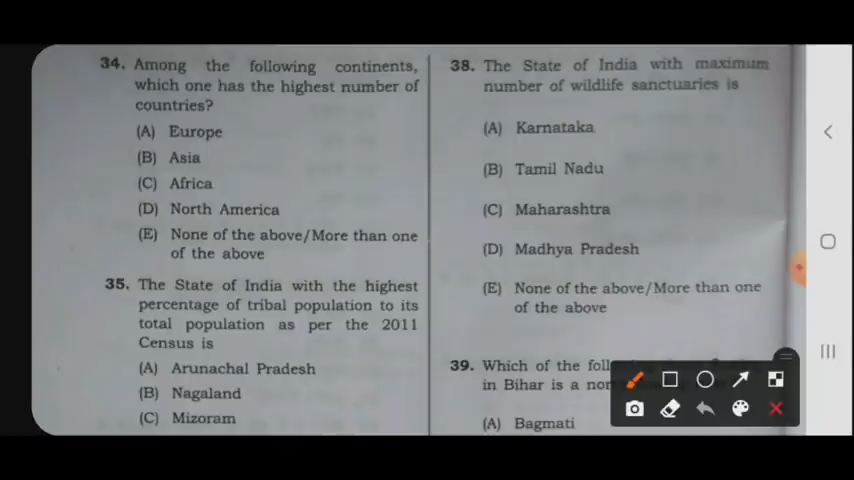 34. Among the following continents,
which one has the highest number of
countries?
(A) Europe
(B) Asia
(C) Africa
(D) North America
(E) None of the above/More than one
of the above
35. The State of India with the highest
percentage of tribal population to its
total population as per the 2011
Census is
(A) Arunachal Pradesh
(B) Nagaland
(C) Mizoram
38. The State of India with maximum
number of wildlife sanctuaries is
(A) Karnataka
(B) Tamil Nadu
(C) Maharashtra
(D) Madhya Pradesh
(E) None of the above/More than one
of the above
39. Which of the
in Bihar is a
(A) Bagmati